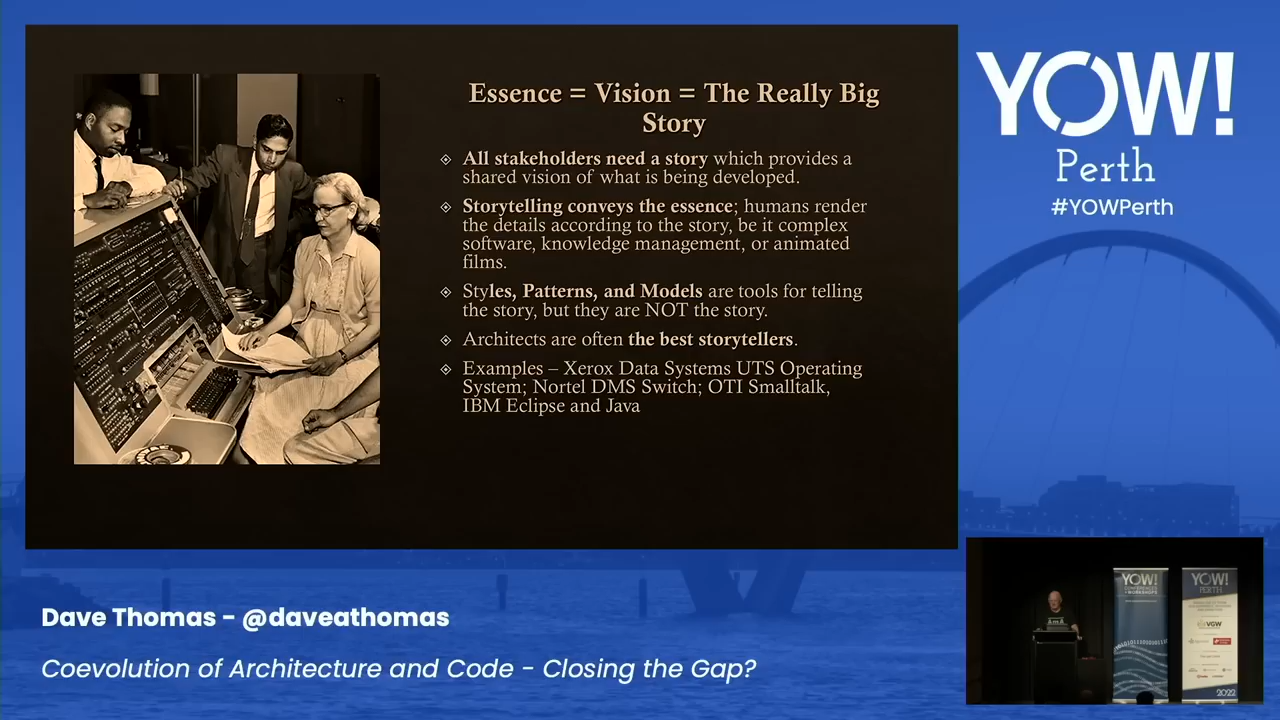 Essence = Vision = The Really Big
Story
All stakeholders need a story which provides a
shared vision of what is being developed.
Storytelling conveys the essence; humans render
the details according to the story, be it complex
software, knowledge management, or animated
films.
Styles, Patterns, and Models are tools for telling
the story, but they are NOT the story.
Architects are often the best storytellers.
Examples – Xerox Data Systems UTS Operating
System; Nortel DMS Switch; OTI Smalltalk,
IBM Eclipse and Java
YOW!
Perth
#YOWPerth
YOW!
YOW!
PERTH
VGW
2022
Dave Thomas - @daveathomas
Coevolution of Architecture and Code - Closing the Gap?